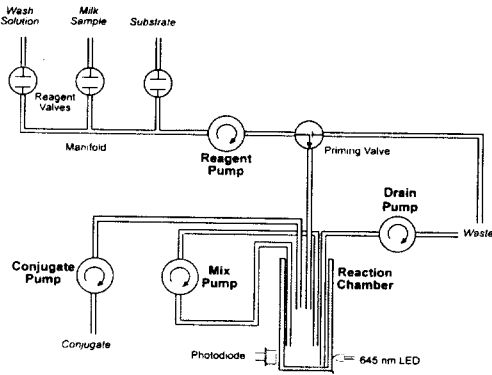 Wash
Solution
Milk
Sample
Substrate
Reagent
Valves
Manifold
Reagent
Pump
Priming Valve
Drain
Pump
Waste
Conjugate
Pump
Mix
Pump
Reaction
Chamber
Conjugate
Photodiode
645 nm LED